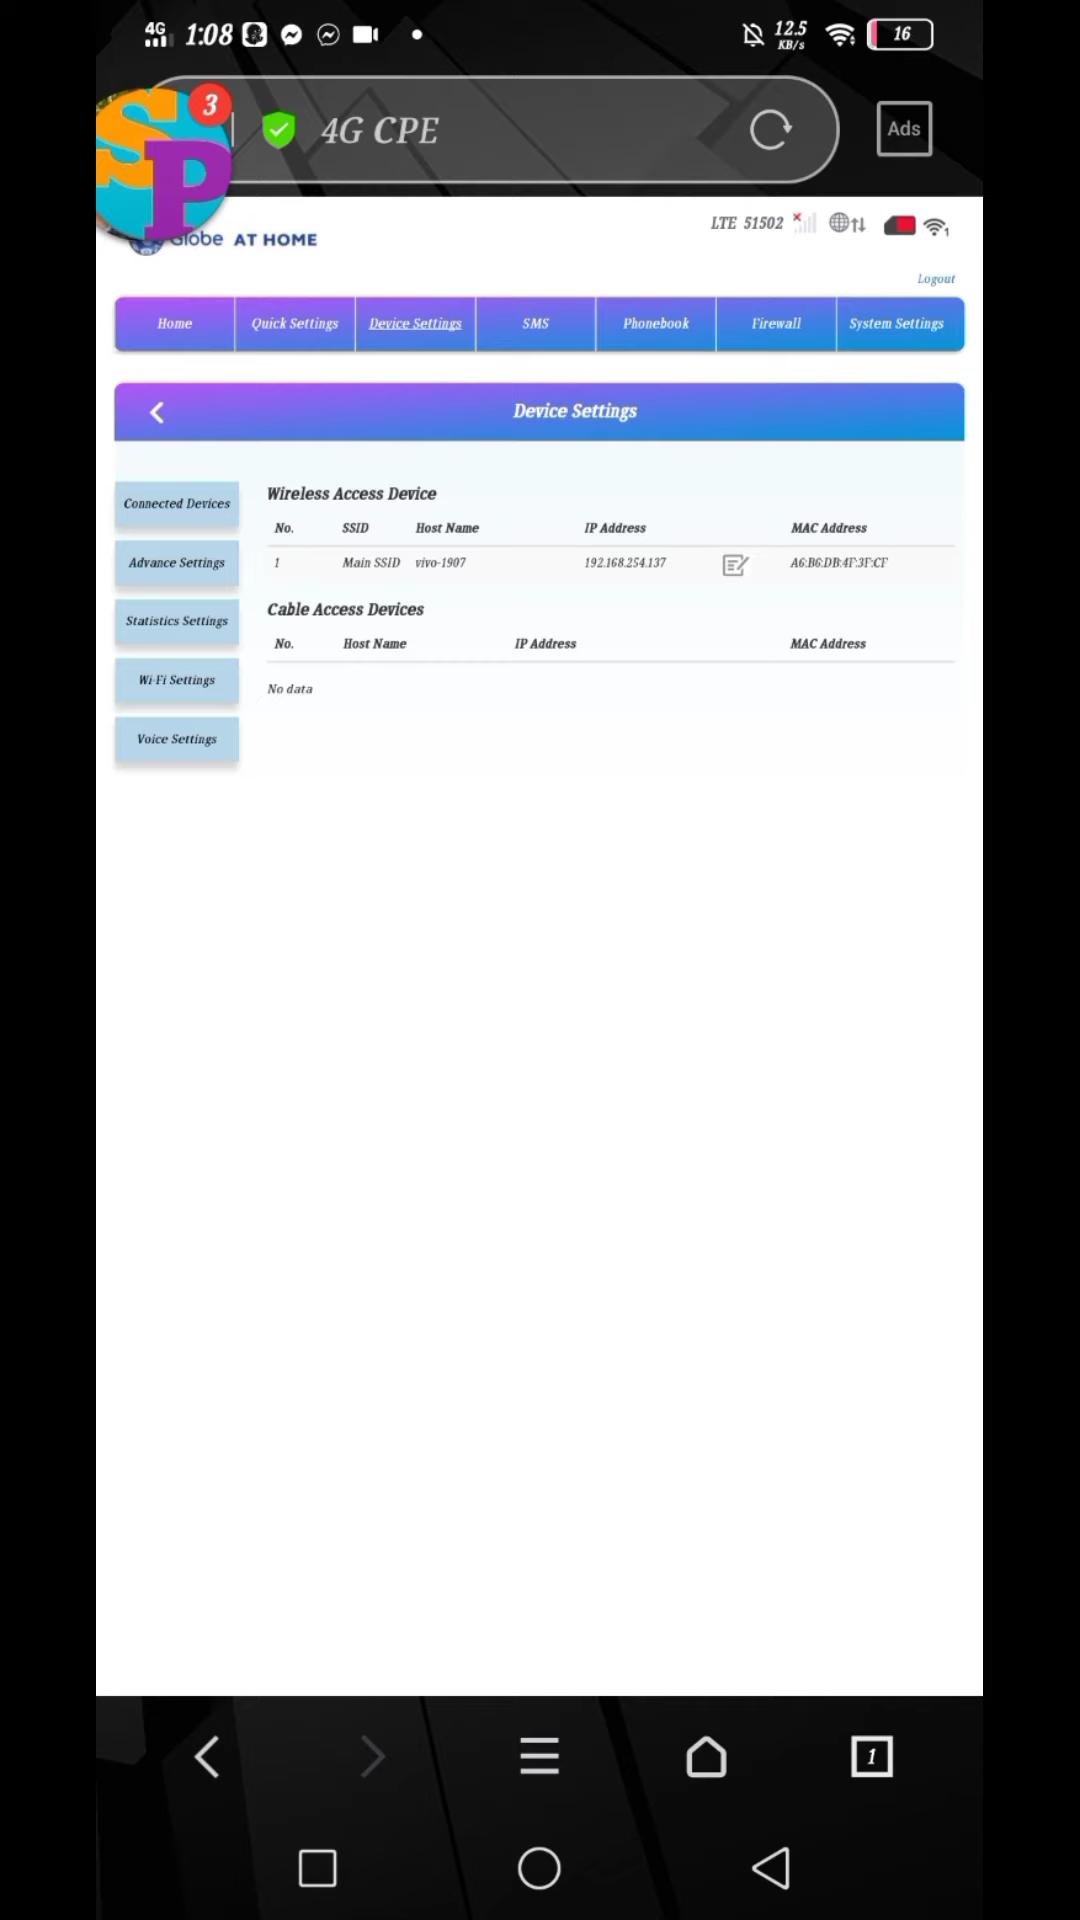 4G 1:08 12.5 KB/s 16
3
4G CPE
Ads
SP
Globe AT HOME
LTE 51502
1
Logout
Home Quick Settings Device Settings SMS Phonebook Firewall System Settings
Device Settings
Connected Devices
Advance Settings
Statistics Settings
Wi-Fi Settings
Voice Settings
Wireless Access Device
No. SSID Host Name IP Address MAC Address
1 Main SSID vivo-1907 192.168.254.137 A6:B6:DB:4F:3F:CF
Cable Access Devices
No. Host Name IP Address MAC Address
No data
1